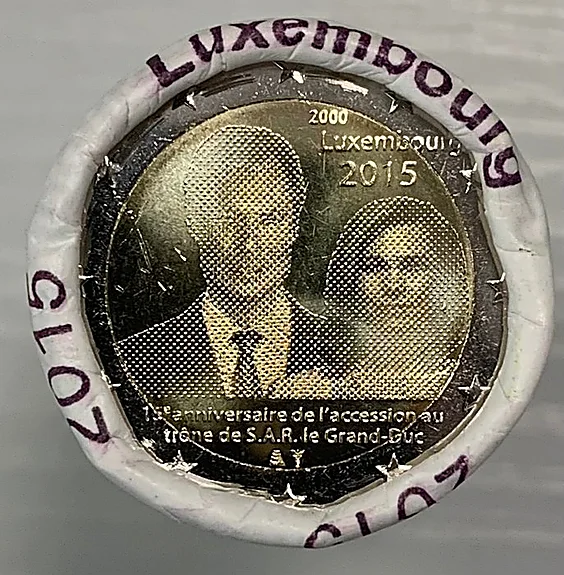 Luxembourg
2000
Luxembourg
2015
15e anniversaire de l'accession au
trône de S.A.R. le Grand-Duc
2015
2015